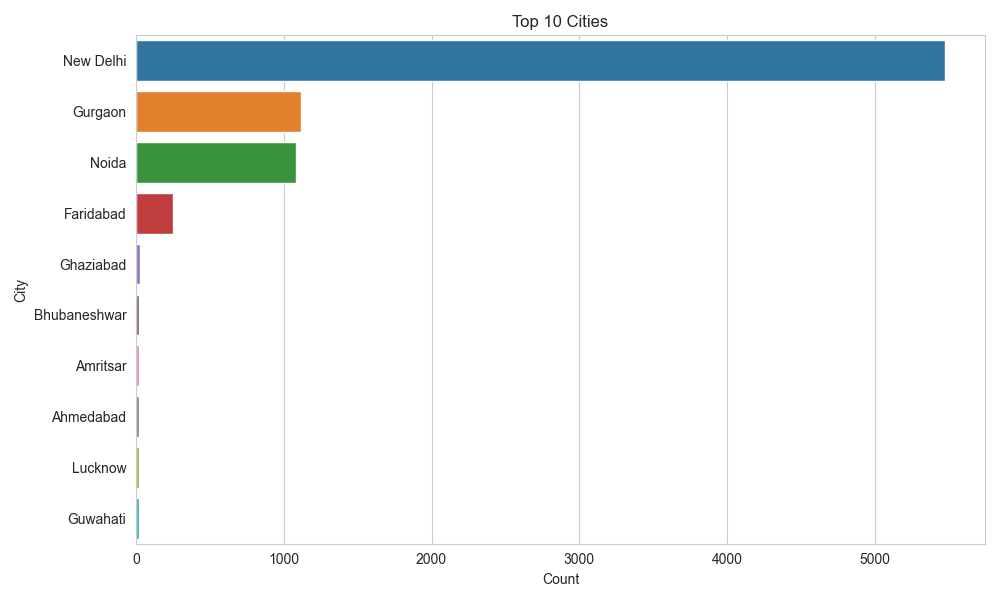 Top 10 Cities
New Delhi
Gurgaon
Noida
Faridabad
Ghaziabad
Bhubaneshwar
Amritsar
Ahmedabad
Lucknow
Guwahati
City
0 1000 2000 3000 4000 5000
Count